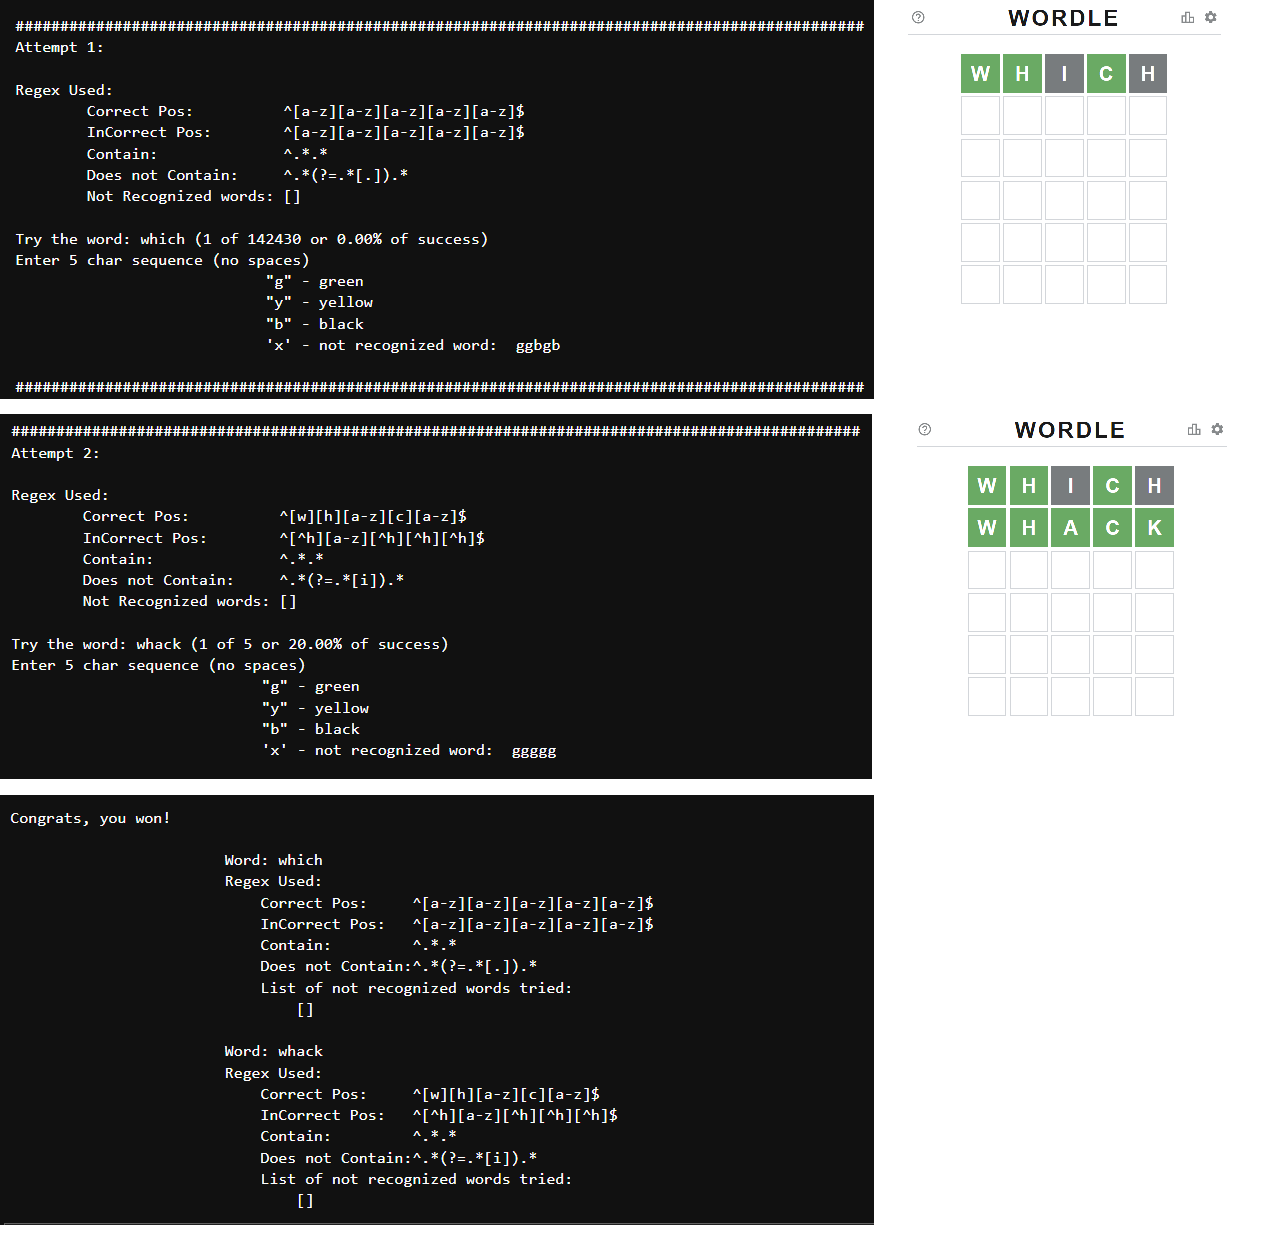 ################################################################################################
Attempt 1:
Regex Used:
Correct Pos: ^[a-z][a-z][a-z][a-z][a-z]$
InCorrect Pos: ^[a-z][a-z][a-z][a-z][a-z]$
Contain: ^.*.*
Does not Contain: ^.*(?=.*[.]).*
Not Recognized words: []
Try the word: which (1 of 142430 or 0.00% of success)
Enter 5 char sequence (no spaces)
"g" - green
"y" - yellow
"b" - black
'x' - not recognized word: ggbgb
################################################################################################
WORDLE
W H I C H
################################################################################################
Attempt 2:
Regex Used:
Correct Pos: ^[w][h][a-z][c][a-z]$
InCorrect Pos: ^[^h][a-z][^h][^h][^h]$
Contain: ^.*.*
Does not Contain: ^.*(?=.*[i]).*
Not Recognized words: []
Try the word: whack (1 of 5 or 20.00% of success)
Enter 5 char sequence (no spaces)
"g" - green
"y" - yellow
"b" - black
'x' - not recognized word: ggggg
WORDLE
W H I C H
W H A C K
Congrats, you won!
Word: which
Regex Used:
Correct Pos: ^[a-z][a-z][a-z][a-z][a-z]$
InCorrect Pos: ^[a-z][a-z][a-z][a-z][a-z]$
Contain: ^.*.*
Does not Contain:^.*(?=.*[.]).*
List of not recognized words tried:
[]
Word: whack
Regex Used:
Correct Pos: ^[w][h][a-z][c][a-z]$
InCorrect Pos: ^[^h][a-z][^h][^h][^h]$
Contain: ^.*.*
Does not Contain:^.*(?=.*[i]).*
List of not recognized words tried:
[]